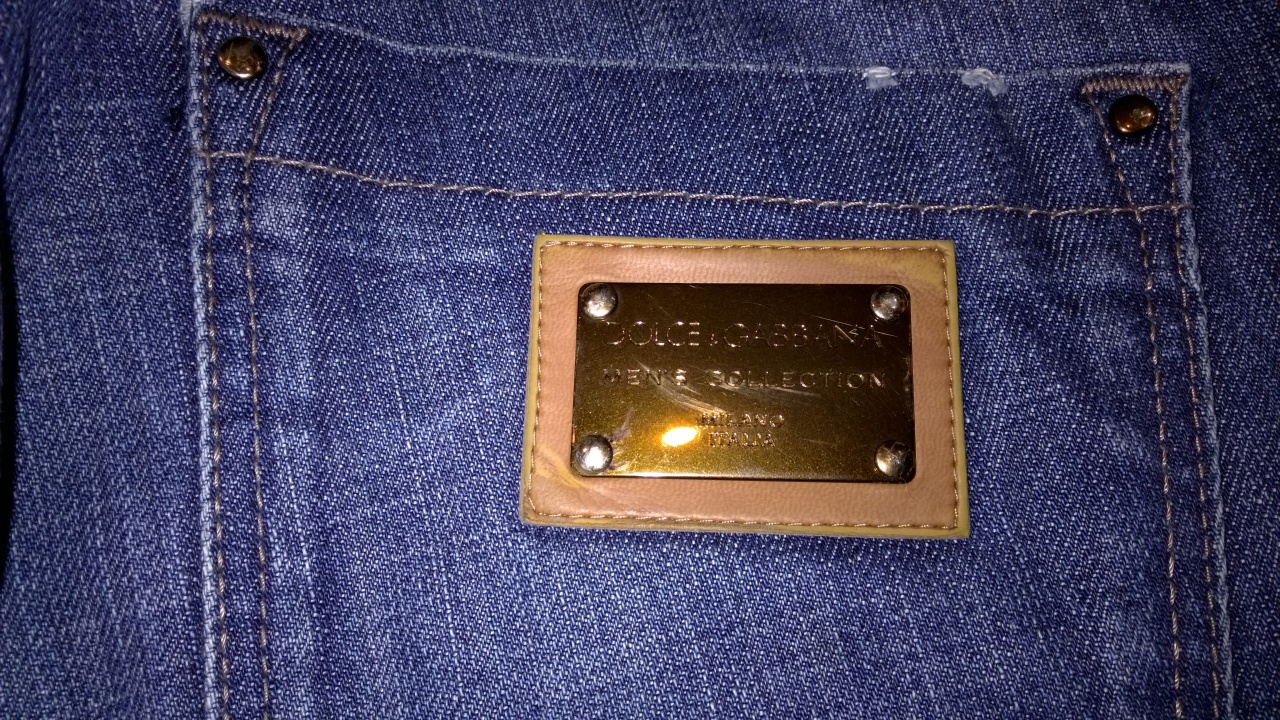 DOLCE & GABBANA
MEN'S COLLECTION
MILANO
ITALIA